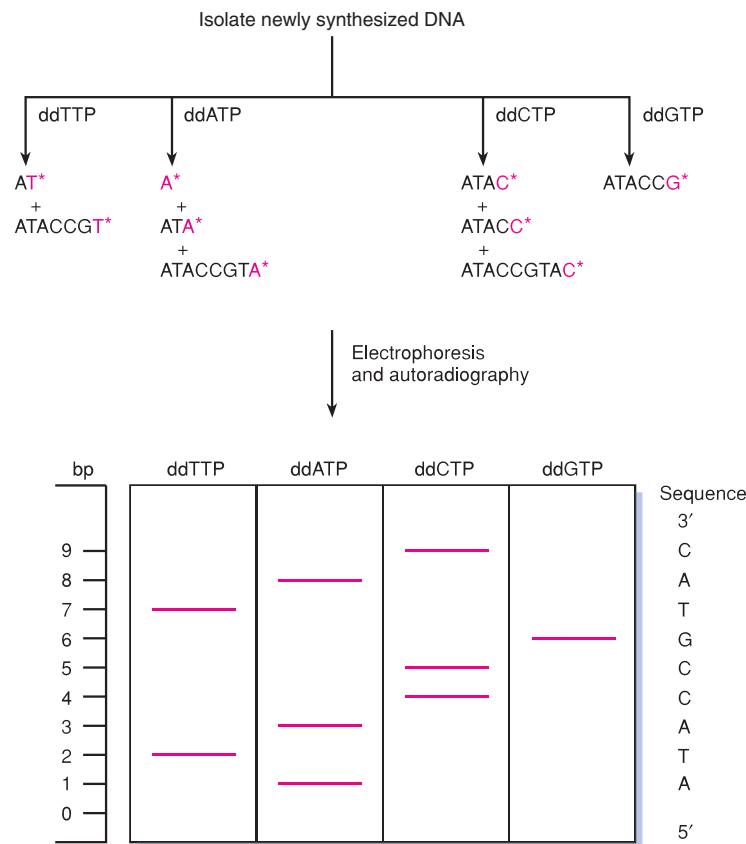 Isolate newly synthesized DNA
ddTTP ddATP ddCTP ddGTP
AT* A* ATAC* ATACCG*
+ + +
ATACCGT* ATA* ATACC*
+ +
ATACCGTA* ATACCGTAC*
Electrophoresis
and autoradiography
bp ddTTP ddATP ddCTP ddGTP
Sequence
3′
9 C
8 A
7 T
6 G
5 C
4 C
3 A
2 T
1 A
0
5′